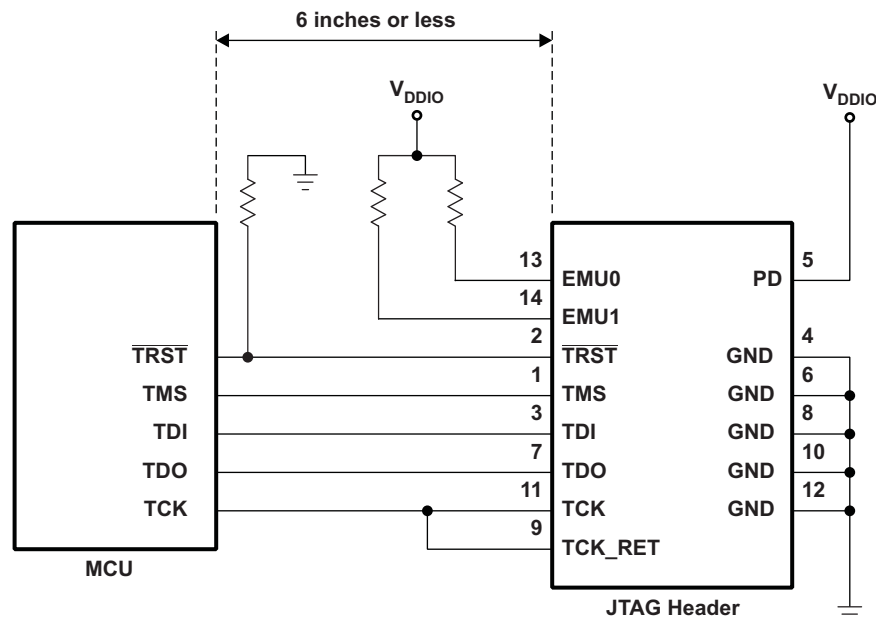 6 inches or less
VDDIO
VDDIO
13
EMU0
PD
5
14
EMU1
2
4
TRST
TRST
GND
1
6
TMS
TMS
GND
3
8
TDI
TDI
GND
7
10
TDO
TDO
GND
11
12
TCK
TCK
GND
9
TCK_RET
MCU
JTAG Header